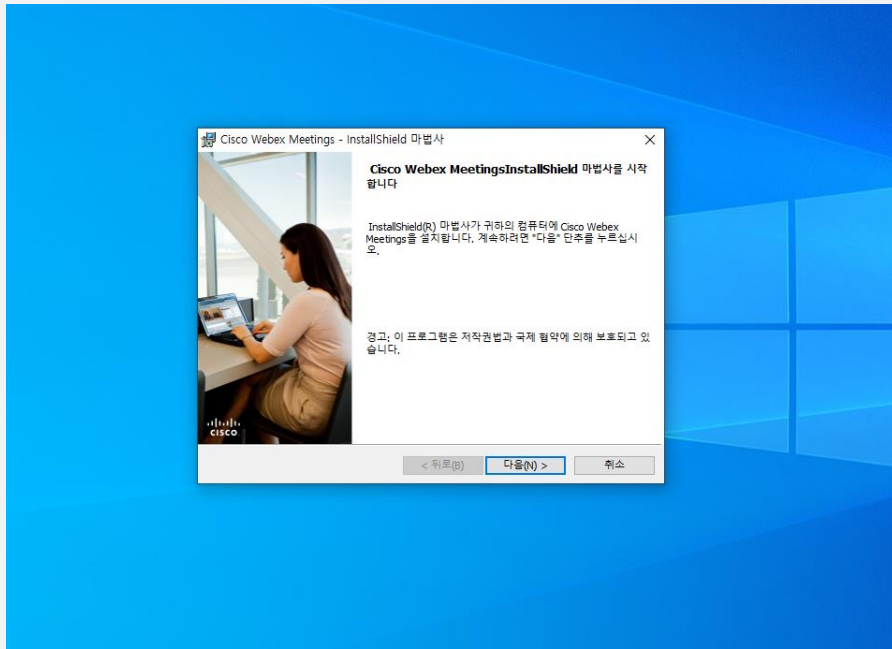 Cisco Webex Meetings - InstallShield 마법사
Cisco Webex MeetingsInstallShield 마법사를 시작
합니다
InstallShield(R) 마법사가 귀하의 컴퓨터에 Cisco Webex
Meetings을 설치합니다. 계속하려면 "다음" 단추를 누르십시
오.
경고: 이 프로그램은 저작권법과 국제 협약에 의해 보호되고 있
습니다.
CISCO
< 뒤로(B)
다음(N) >
취소